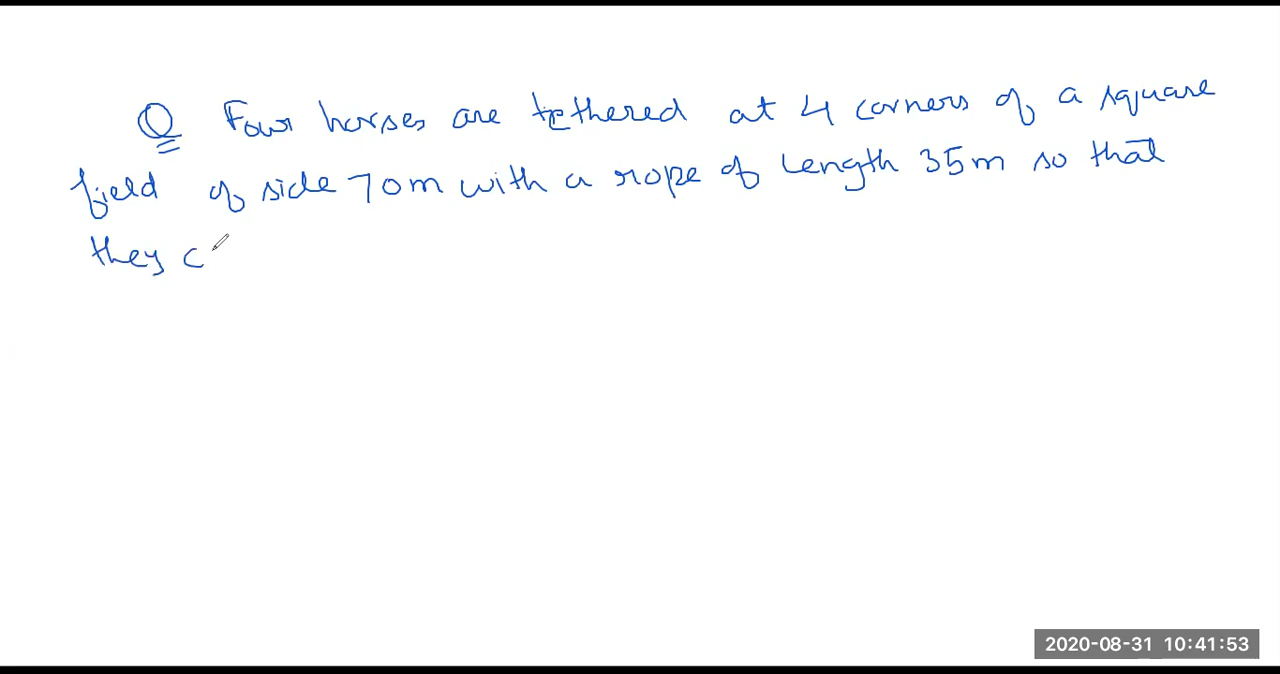 Q Four horses are tethered at 4 corners of a square
field of side 70m with a rope of length 35m so that
they c
2020-08-31 10:41:53